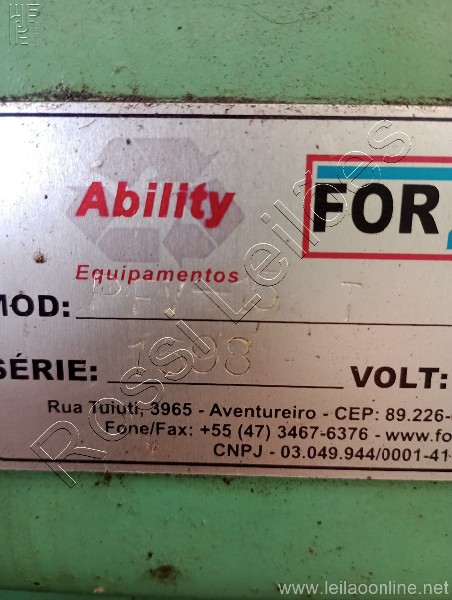 Ability
FOR
Equipamentos
MOD:
SÉRIE:
VOLT:
Rua Tuiuti, 3965 - Aventureiro - CEP: 89.226-
Fone/Fax: +55 (47) 3467-6376 - www.fo
CNPJ - 03.049.944/0001-41
Rossi Leilões
www.leilaoonline.net